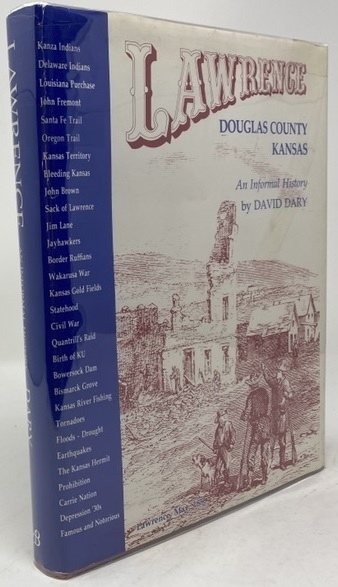 LAWRENCE
Kanza Indians
Delaware Indians
Louisiana Purchase
John Fremont
Santa Fe Trail
Oregon Trail
Kansas Territory
Bleeding Kansas
John Brown
Sack of Lawrence
Jim Lane
Jayhawkers
Border Ruffians
Wakarusa War
Kansas Gold Fields
Statehood
Civil War
Quantrill's Raid
Birth of KU
Bowersock Dam
Bismarck Grove
Kansas River Fishing
Tornadoes
Floods - Drought
Earthquakes
The Kansas Hermit
Prohibition
Carrie Nation
Depression '30s
Famous and Notorious
LAWRENCE
DOUGLAS COUNTY
KANSAS
An Informal History
by DAVID DARY
Lawrence, May